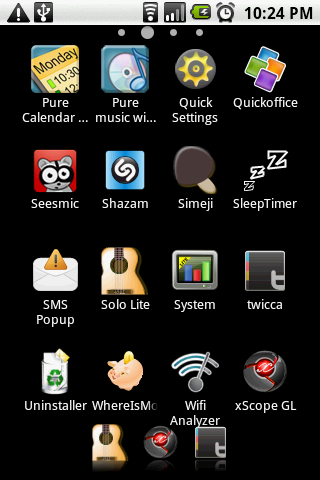 10:24 PM
Monday
10:30
12:
Pure Pure Quick Quickoffice
Calendar ... music wi... Settings
Seesmic Shazam Simeji SleepTimer
z z Z Z
SMS Solo Lite System twicca
Popup
Uninstaller WhereIsMo Wifi xScope GL
Analyzer